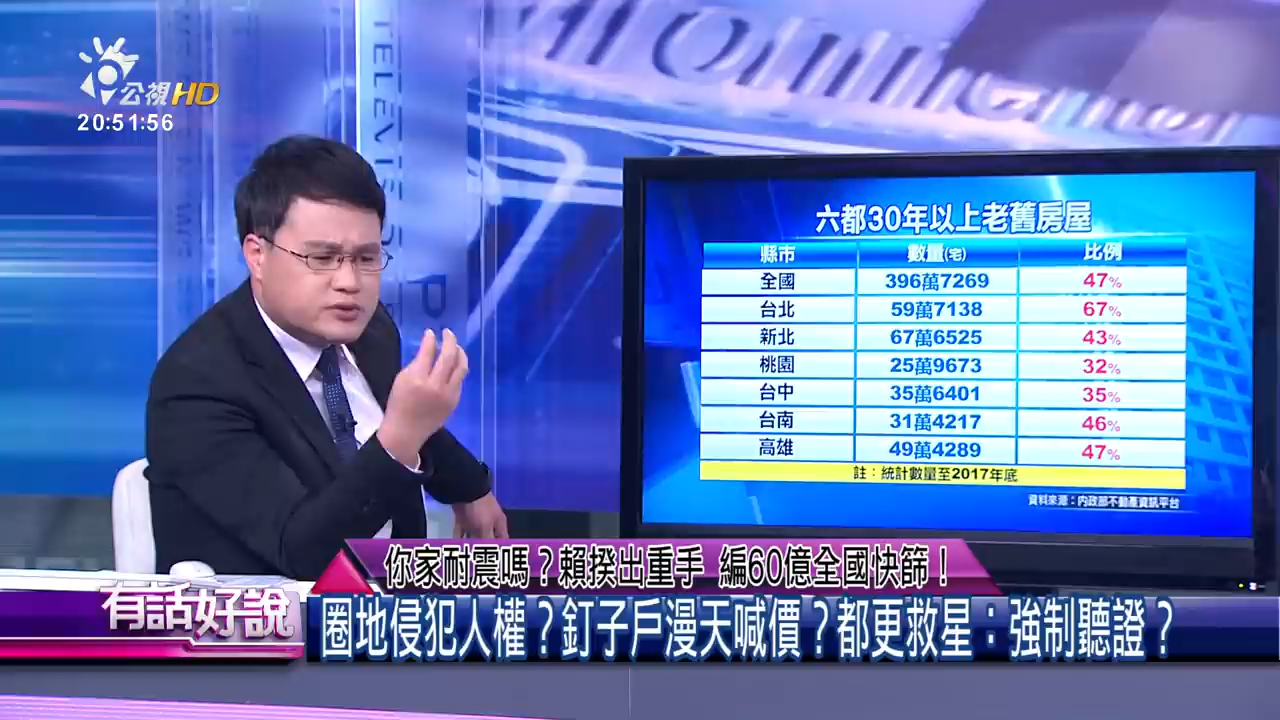 公視HD
20:51:56
TELEVIS
六都30年以上老舊房屋
縣市 數量(宅) 比例
全國 396萬7269 47%
台北 59萬7138 67%
新北 67萬6525 43%
桃園 25萬9673 32%
台中 35萬6401 35%
台南 31萬4217 46%
高雄 49萬4289 47%
註：統計數量至2017年底
資料來源：內政部不動產資訊平台
你家耐震嗎？賴揆出重手 編60億全國快篩！
有話好說
圈地侵犯人權？釘子戶漫天喊價？都更救星：強制聽證？